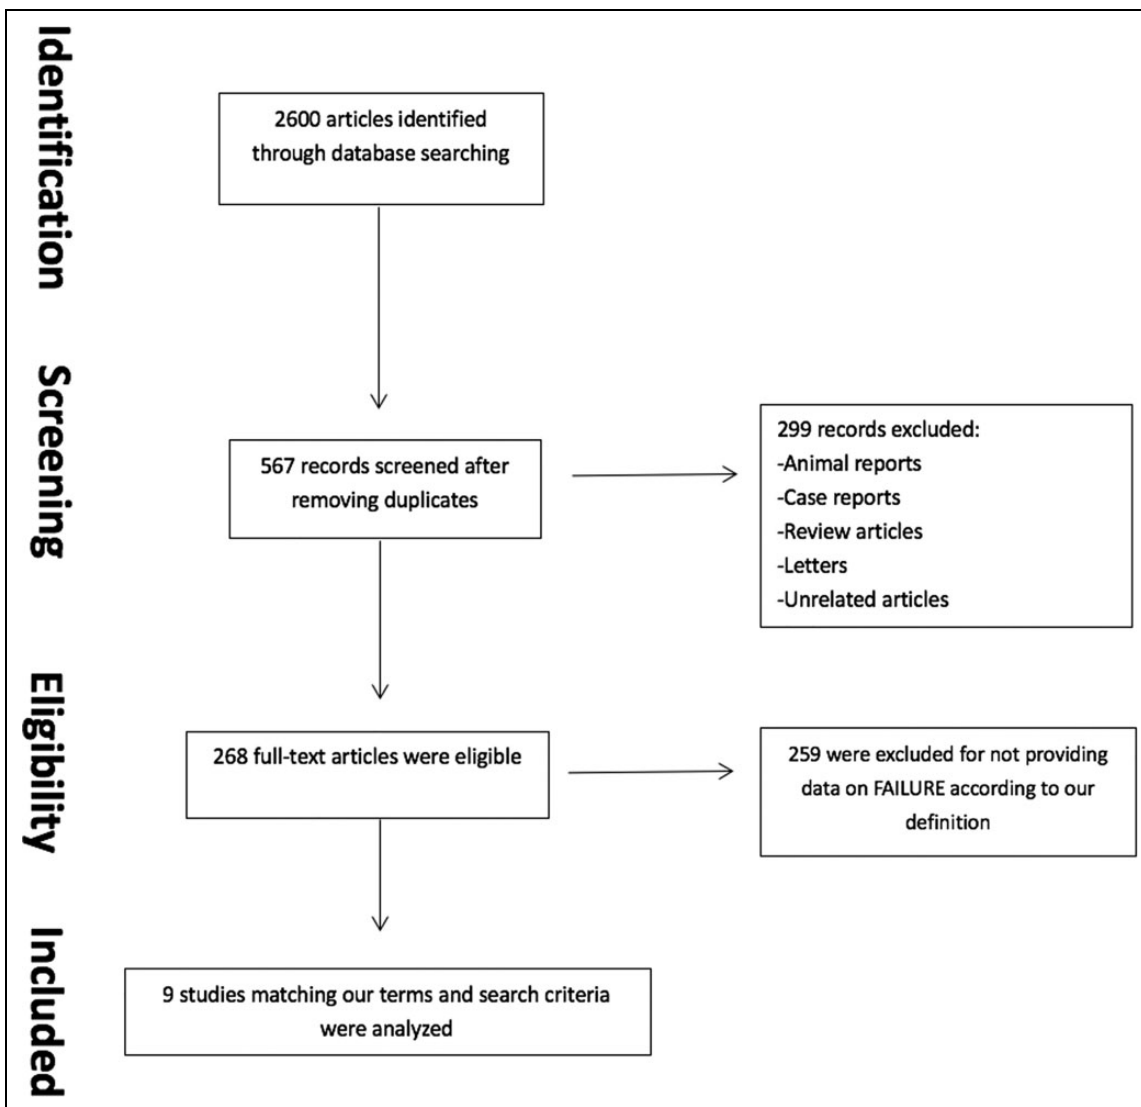 Identification
2600 articles identified
through database searching
Screening
567 records screened after
removing duplicates
299 records excluded:
-Animal reports
-Case reports
-Review articles
-Letters
-Unrelated articles
Eligibility
268 full-text articles were eligible
259 were excluded for not providing
data on FAILURE according to our
definition
Included
9 studies matching our terms and search criteria
were analyzed